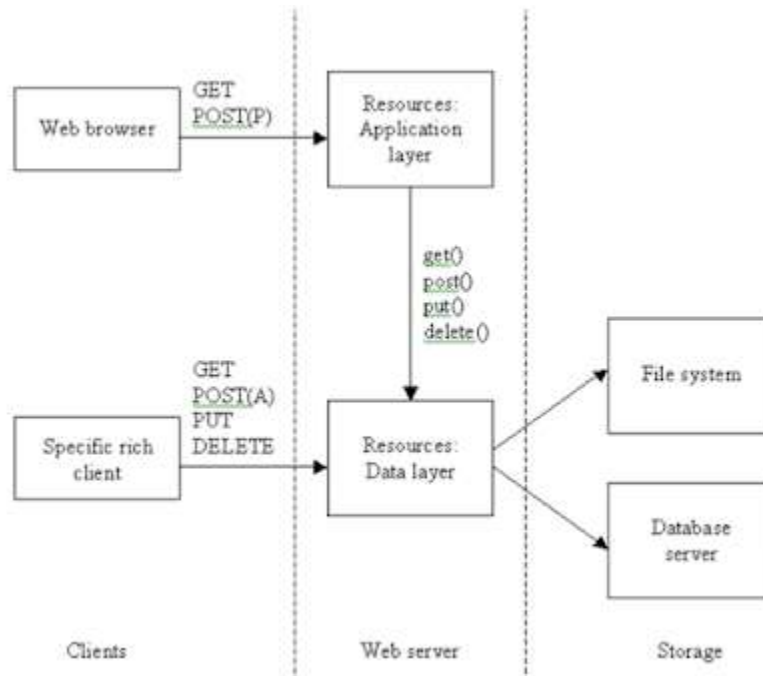 GET
POST(P)
Web browser
Resources:
Application
layer
get()
post()
put()
delete()
GET
POST(A)
PUT
DELETE
Specific rich
client
Resources:
Data layer
File system
Database
server
Clients
Web server
Storage